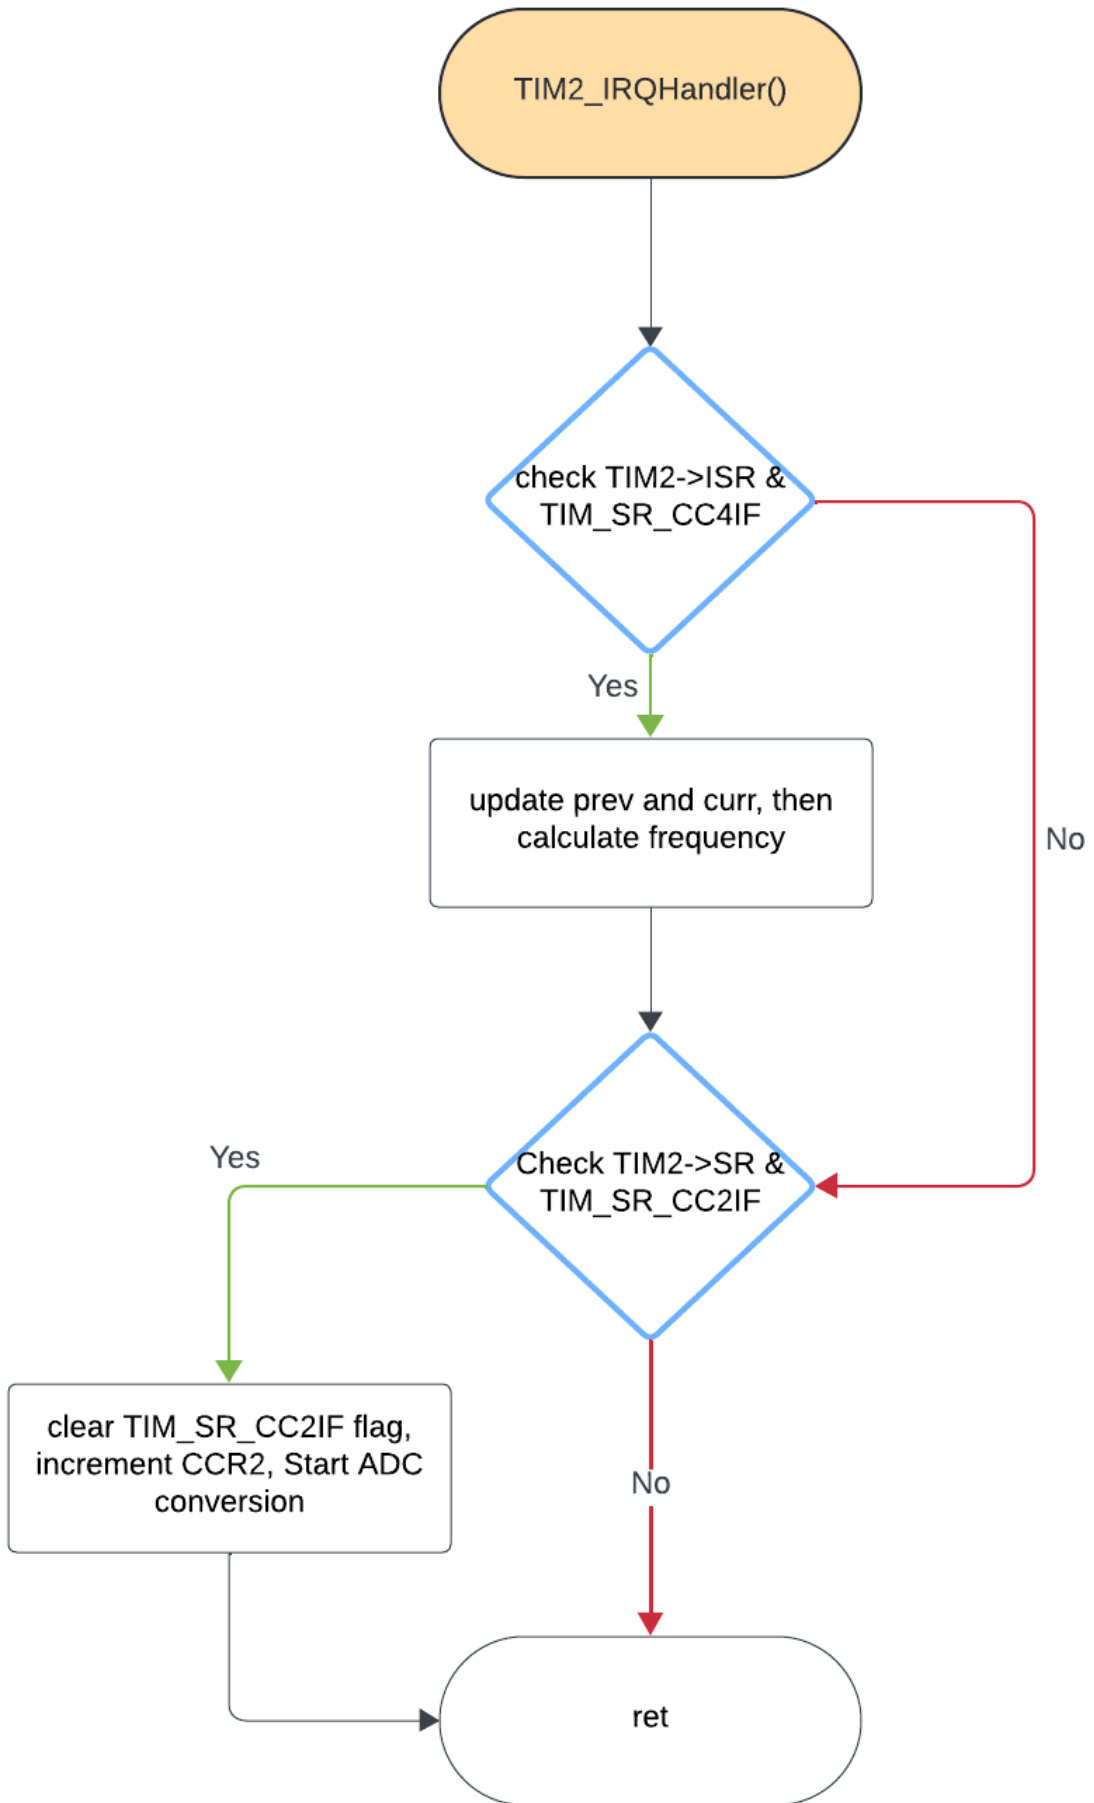 TIM2_IRQHandler()
check TIM2->ISR &
TIM_SR_CC4IF
Yes
update prev and curr, then
calculate frequency
No
Check TIM2->SR &
TIM_SR_CC2IF
Yes
clear TIM_SR_CC2IF flag,
increment CCR2, Start ADC
conversion
No
ret